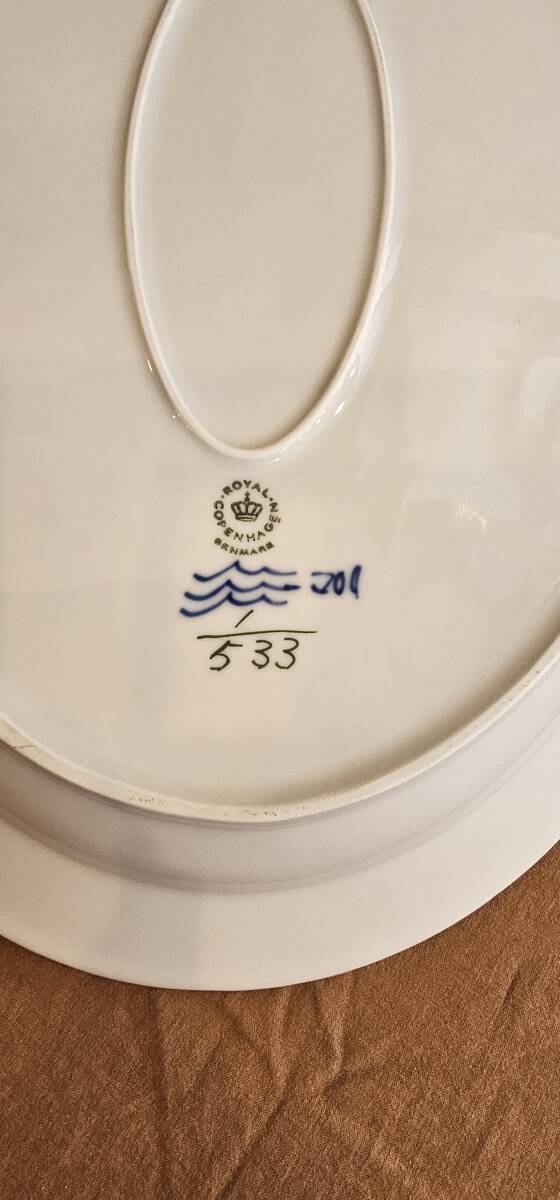 ROYAL
COPENHAGEN
DENMARK
1
533